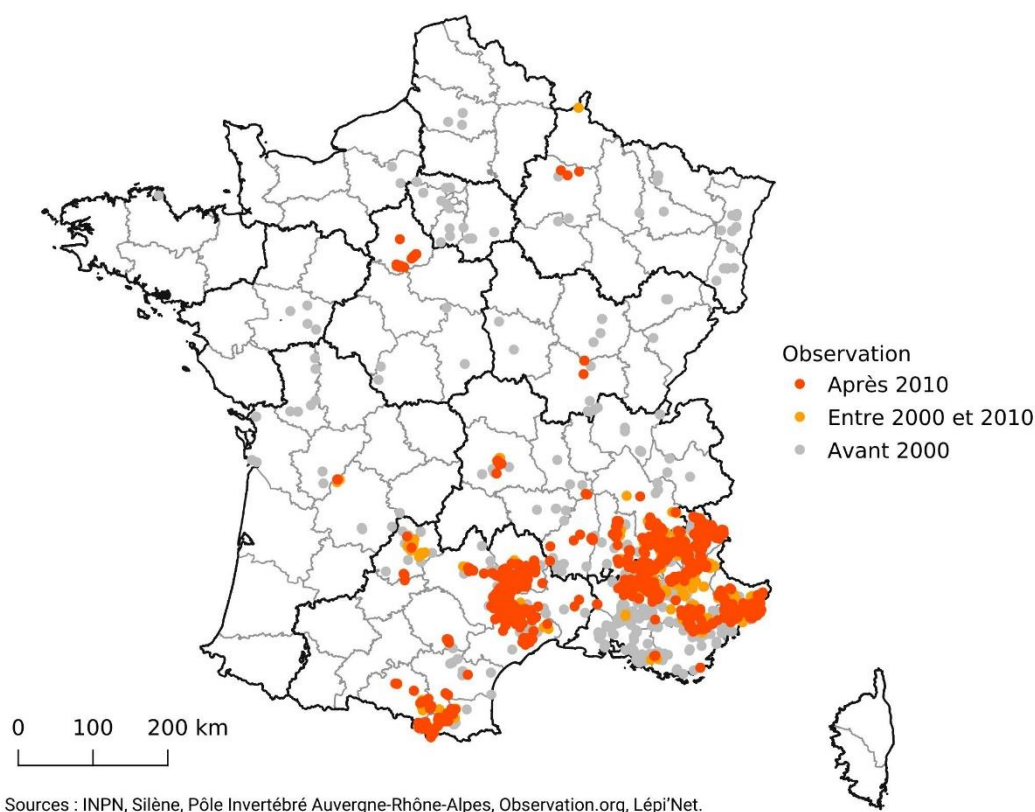 Observation
Après 2010
Entre 2000 et 2010
Avant 2000
0 100 200 km
Sources : INPN, Silène, Pôle Invertébré Auvergne-Rhône-Alpes, Observation.org, Lépi'Net.